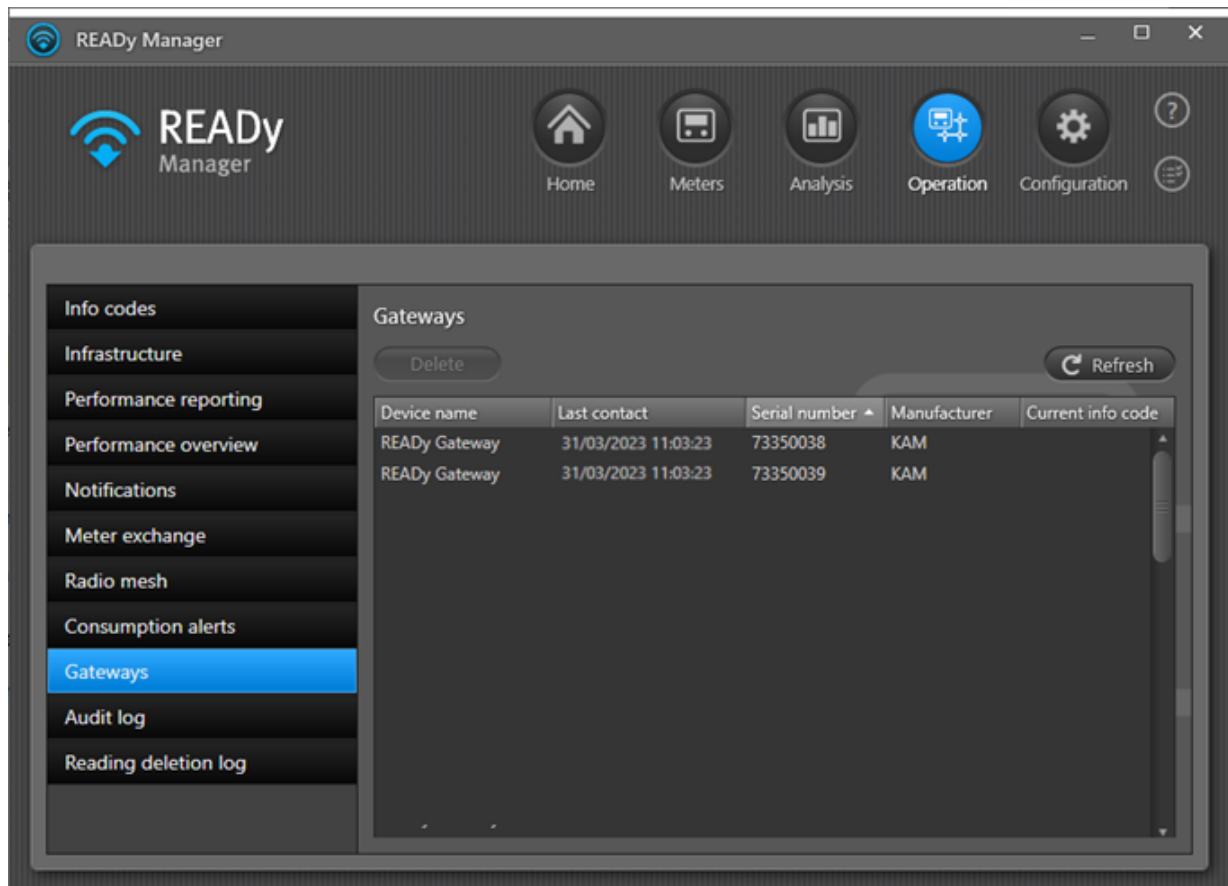 READy Manager
READy
Manager
Home Meters Analysis Operation Configuration
?
Info codes
Infrastructure
Performance reporting
Performance overview
Notifications
Meter exchange
Radio mesh
Consumption alerts
Gateways
Audit log
Reading deletion log
Gateways
Delete
Refresh
Device name Last contact Serial number Manufacturer Current info code
READy Gateway 31/03/2023 11:03:23 73350038 KAM
READy Gateway 31/03/2023 11:03:23 73350039 KAM